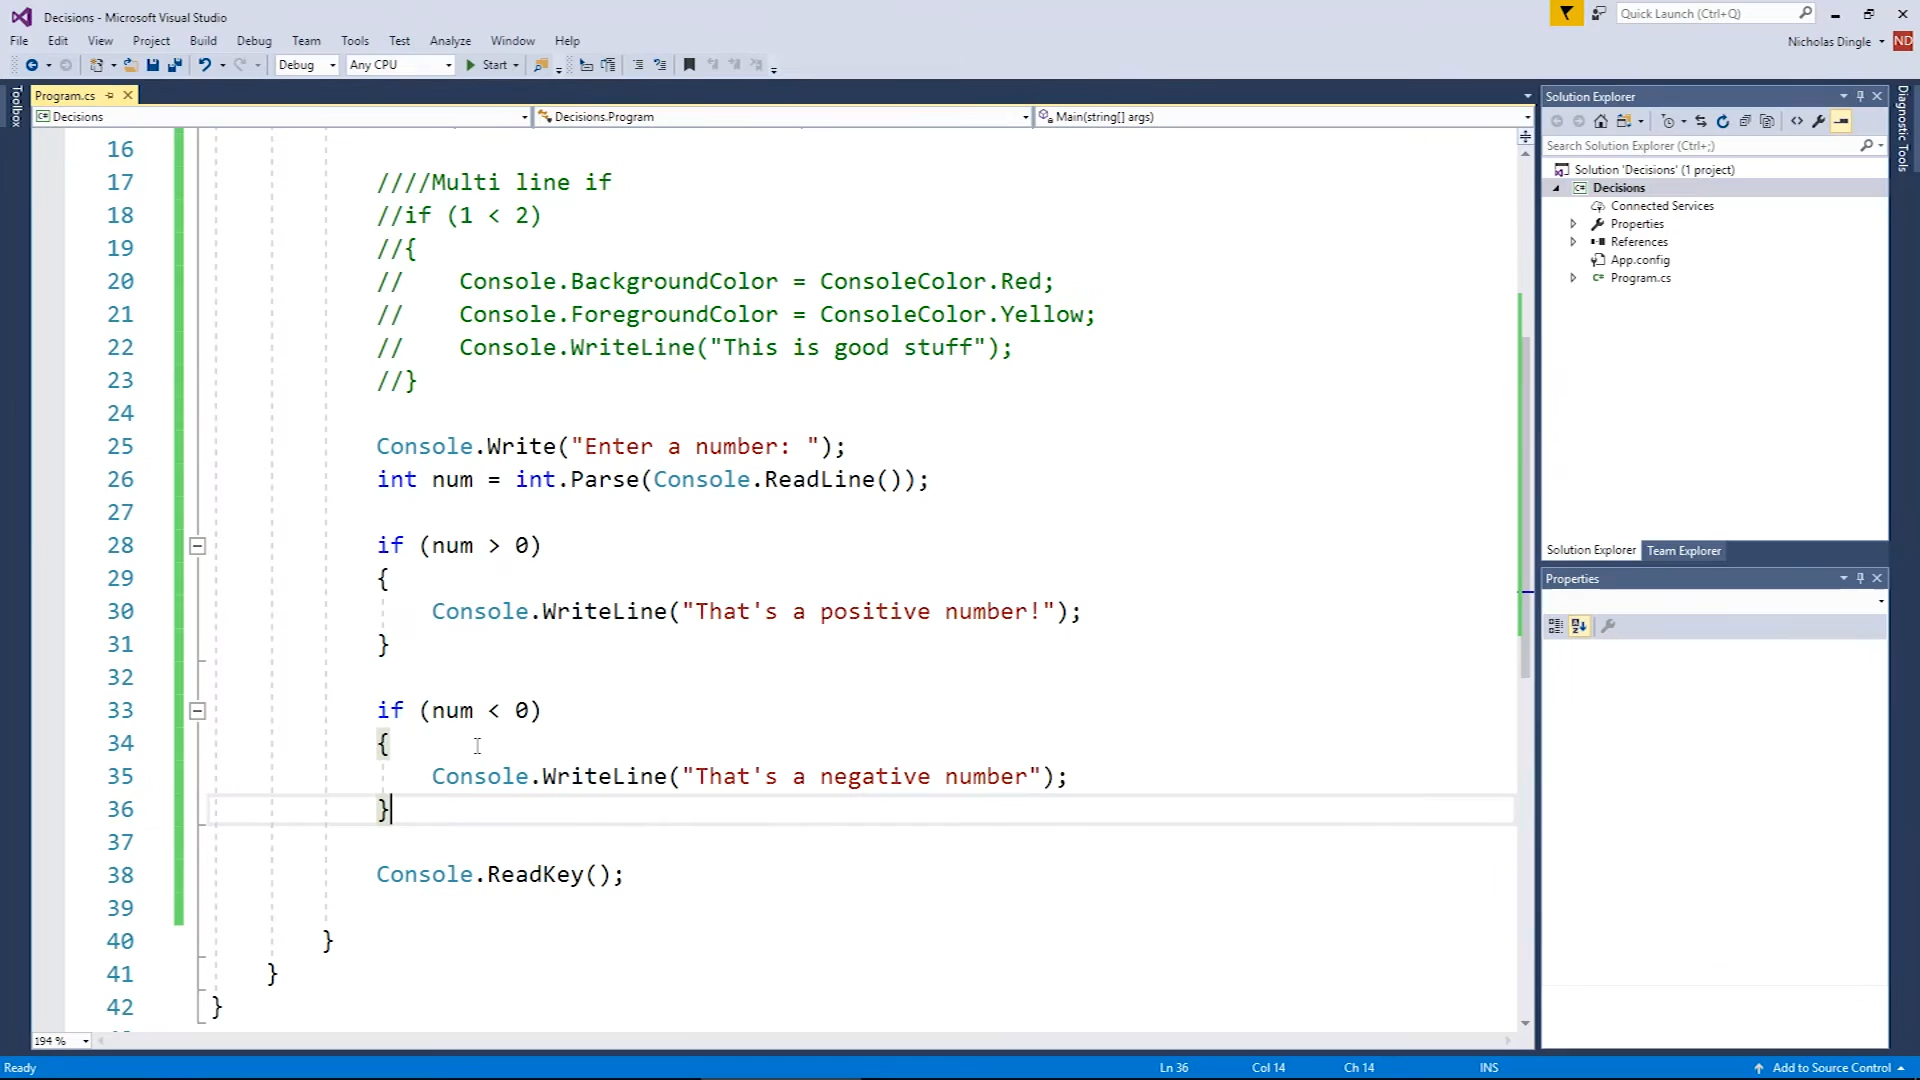 Decisions - Microsoft Visual Studio
Quick Launch (Ctrl+Q)
File Edit View Project Build Debug Team Tools Test Analyze Window Help
Nicholas Dingle ND
Debug Any CPU Start
Toolbox
Program.cs
Decisions Decisions.Program Main(string[] args)
16
17 ////Multi line if
18 //if (1 < 2)
19 //{
20 // Console.BackgroundColor = ConsoleColor.Red;
21 // Console.ForegroundColor = ConsoleColor.Yellow;
22 // Console.WriteLine("This is good stuff");
23 //}
24
25 Console.Write("Enter a number: ");
26 int num = int.Parse(Console.ReadLine());
27
28 if (num > 0)
29 {
30 Console.WriteLine("That's a positive number!");
31 }
32
33 if (num < 0)
34 {
35 Console.WriteLine("That's a negative number");
36 }
37
38 Console.ReadKey();
39
40 }
41 }
42 }
194 %
Solution Explorer
Search Solution Explorer (Ctrl+;)
Solution 'Decisions' (1 project)
Decisions
Connected Services
Properties
References
App.config
Program.cs
Solution Explorer Team Explorer
Properties
Diagnostic Tools
Ready Ln 36 Col 14 Ch 14 INS Add to Source Control